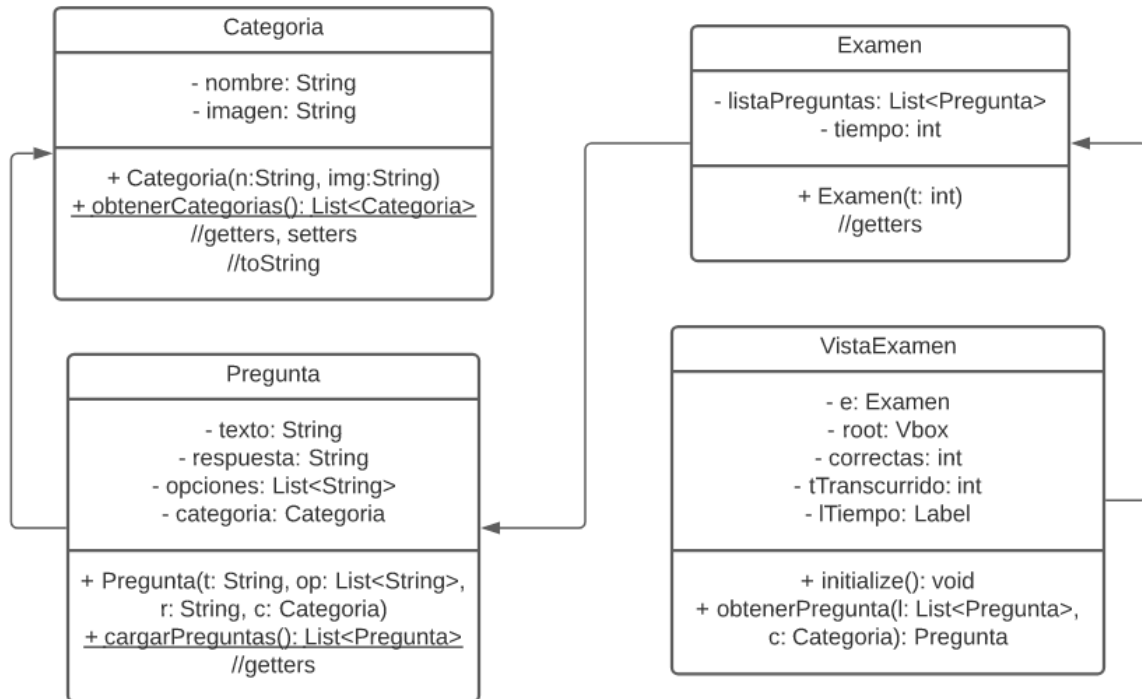 Categoria
- nombre: String
- imagen: String
+ Categoria(n:String, img:String)
+ obtenerCategorias(): List<Categoria>
//getters, setters
//toString
Examen
- listaPreguntas: List<Pregunta>
- tiempo: int
+ Examen(t: int)
//getters
Pregunta
- texto: String
- respuesta: String
- opciones: List<String>
- categoria: Categoria
+ Pregunta(t: String, op: List<String>,
r: String, c: Categoria)
+ cargarPreguntas(): List<Pregunta>
//getters
VistaExamen
- e: Examen
- root: Vbox
- correctas: int
- tTranscurrido: int
- lTiempo: Label
+ initialize(): void
+ obtenerPregunta(l: List<Pregunta>,
c: Categoria): Pregunta